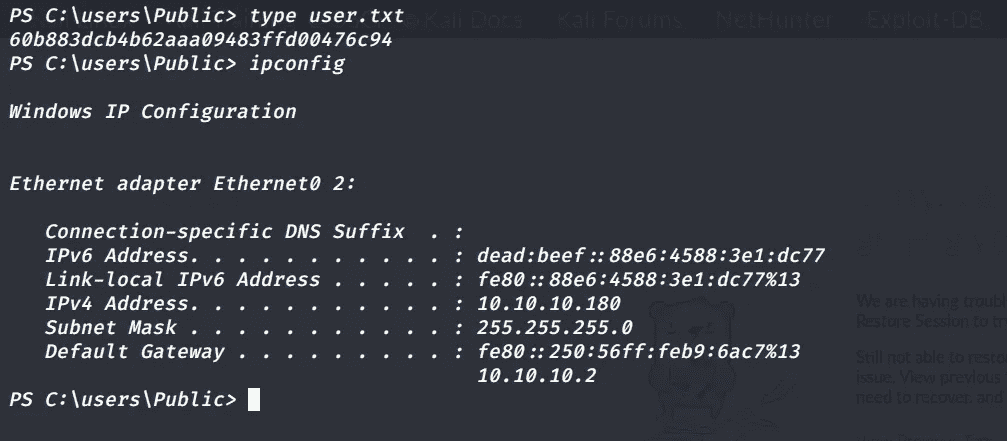 Kali Docs Kali Forums NetHunter Exploit-DB
PS C:\users\Public> type user.txt
60b883dcb4b62aaa09483ffd00476c94
PS C:\users\Public> ipconfig
Windows IP Configuration
Ethernet adapter Ethernet0 2:
Connection-specific DNS Suffix . :
IPv6 Address. . . . . . . . . . . : dead:beef::88e6:4588:3e1:dc77
Link-local IPv6 Address . . . . . : fe80::88e6:4588:3e1:dc77%13
IPv4 Address. . . . . . . . . . . : 10.10.10.180
Subnet Mask . . . . . . . . . . . : 255.255.255.0
Default Gateway . . . . . . . . . : fe80::250:56ff:feb9:6ac7%13
10.10.10.2
PS C:\users\Public>
We are having
Restore Session to
Still not able to
issue. View previous
need to recover, and